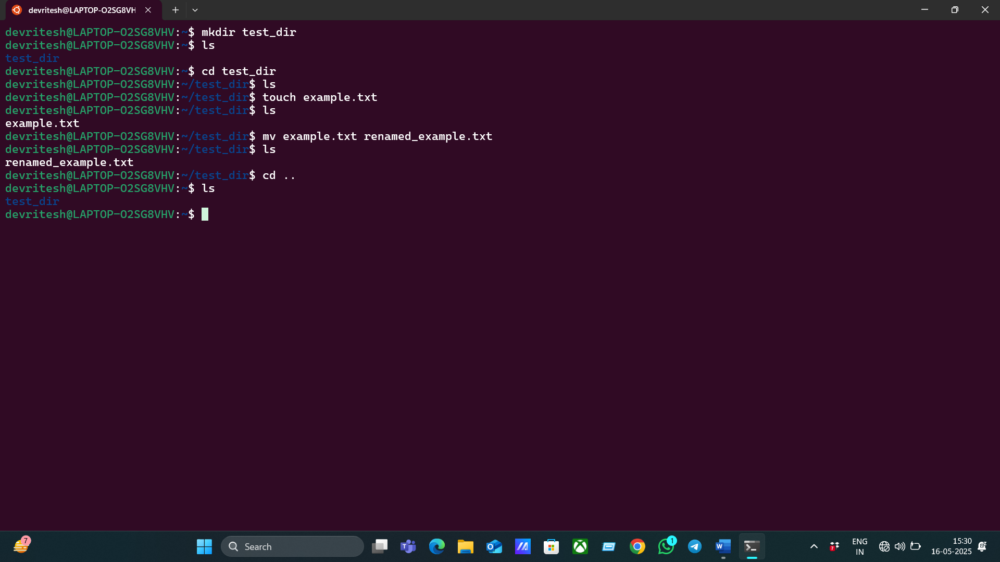 devritesh@LAPTOP-O2SG8VH
devritesh@LAPTOP-O2SG8VHV:~$ mkdir test_dir
devritesh@LAPTOP-O2SG8VHV:~$ ls
test_dir
devritesh@LAPTOP-O2SG8VHV:~$ cd test_dir
devritesh@LAPTOP-O2SG8VHV:~/test_dir$ ls
devritesh@LAPTOP-O2SG8VHV:~/test_dir$ touch example.txt
devritesh@LAPTOP-O2SG8VHV:~/test_dir$ ls
example.txt
devritesh@LAPTOP-O2SG8VHV:~/test_dir$ mv example.txt renamed_example.txt
devritesh@LAPTOP-O2SG8VHV:~/test_dir$ ls
renamed_example.txt
devritesh@LAPTOP-O2SG8VHV:~/test_dir$ cd ..
devritesh@LAPTOP-O2SG8VHV:~$ ls
test_dir
devritesh@LAPTOP-O2SG8VHV:~$
7
Search
1
7
ENG
IN
15:30
16-05-2025